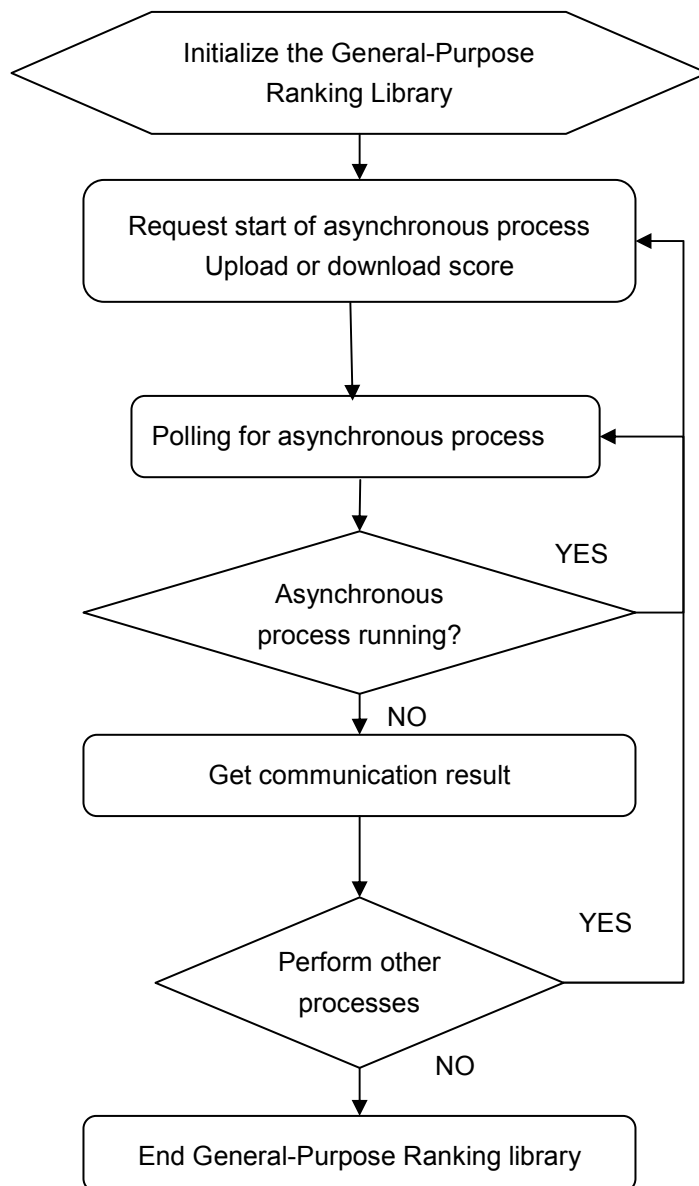 Initialize the General-Purpose
Ranking Library
Request start of asynchronous process
Upload or download score
Polling for asynchronous process
YES
Asynchronous
process running?
NO
Get communication result
YES
Perform other
processes
NO
End General-Purpose Ranking library